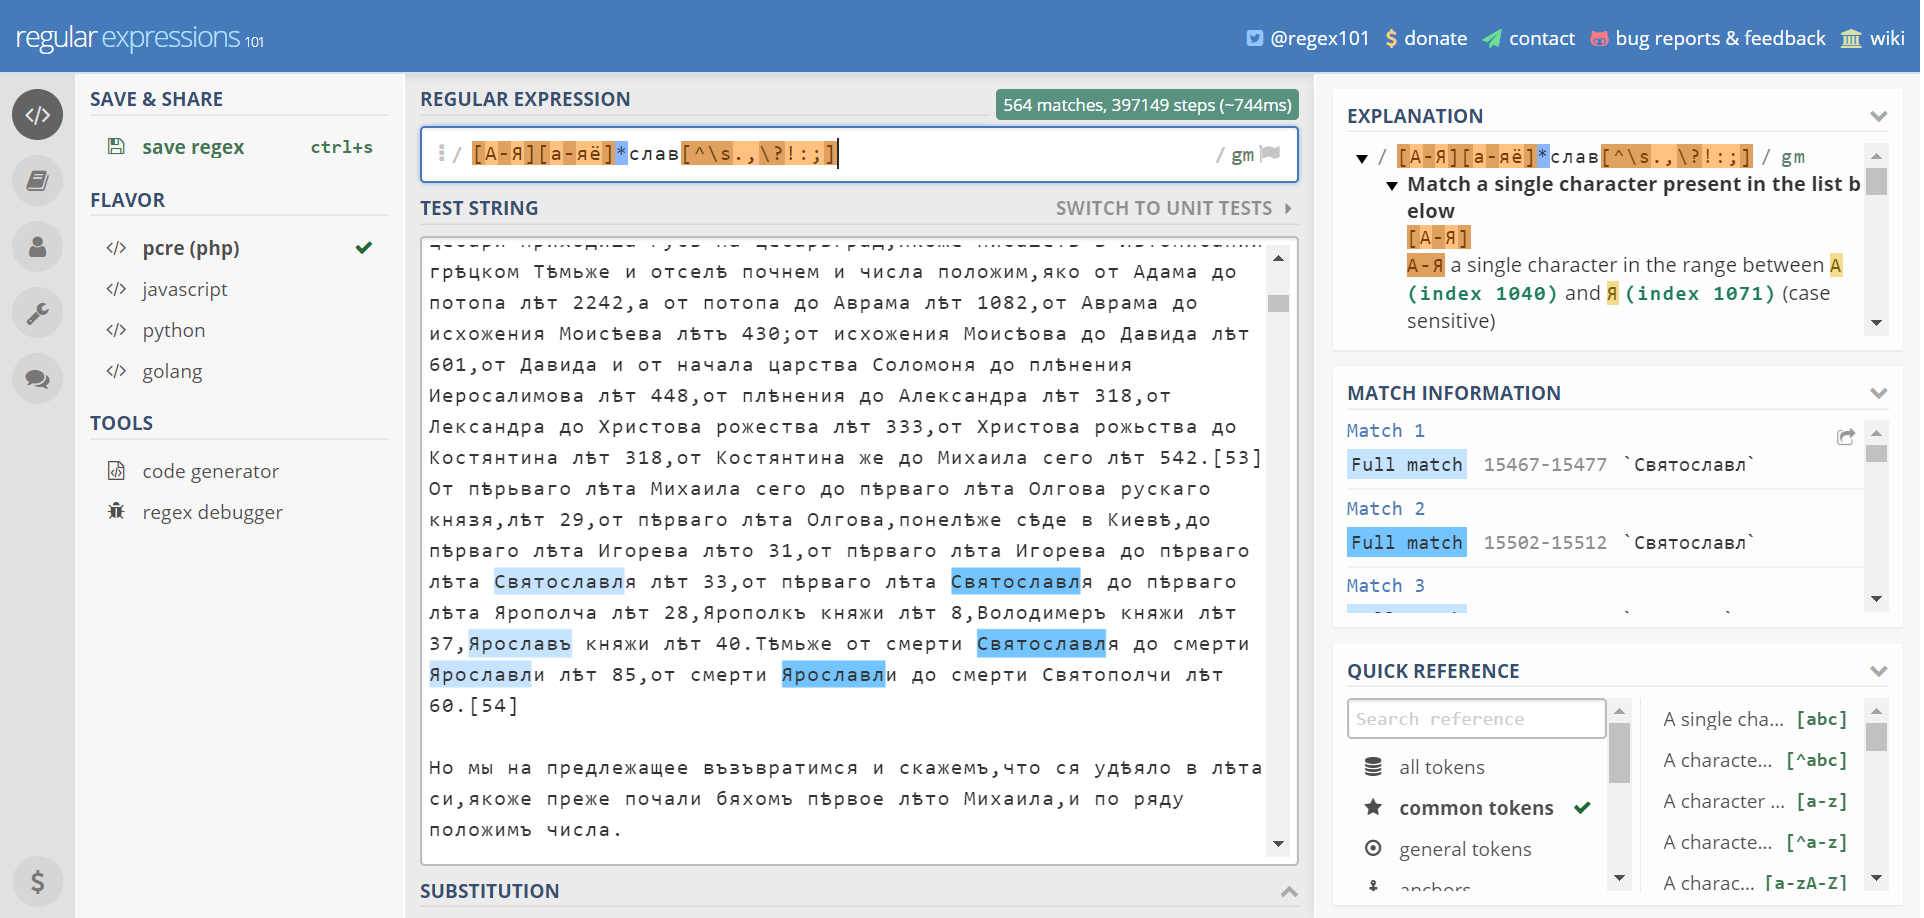 regular expressions 101
@regex101
donate
contact
bug reports & feedback
wiki
SAVE & SHARE
save regex ctrl+s
FLAVOR
pcre (php)
javascript
python
golang
TOOLS
code generator
regex debugger
REGULAR EXPRESSION
564 matches, 397149 steps (~744ms)
/ [А-Я][а-яё]*слав[^\s.,\?!:;] / gm
TEST STRING
SWITCH TO UNIT TESTS
грѣцком Тѣмьже и отселѣ почнем и числа положим,яко от Адама до
потопа лѣт 2242,а от потопа до Аврама лѣт 1082,от Аврама до
исхожения Моисѣева лѣтъ 430;от исхожения Моисѣова до Давида лѣт
601,от Давида и от начала царства Соломоня до плѣнения
Иеросалимова лѣт 448,от плѣнения до Александра лѣт 318,от
Лександра до Христова рожества лѣт 333,от Христова рожьства до
Костянтина лѣт 318,от Костянтина же до Михаила сего лѣт 542.[53]
От пѣрьваго лѣта Михаила сего до пѣрваго лѣта Олгова рускаго
князя,лѣт 29,от пѣрваго лѣта Олгова,понелѣже сѣде в Киевѣ,до
пѣрваго лѣта Игорева лѣто 31,от пѣрваго лѣта Игорева до пѣрваго
лѣта Святославля лѣт 33,от пѣрваго лѣта Святославля до пѣрваго
лѣта Ярополча лѣт 28,Ярополкъ княжи лѣт 8,Володимеръ княжи лѣт
37,Ярославъ княжи лѣт 40.Тѣмьже от смерти Святославля до смерти
Ярославли лѣт 85,от смерти Ярославли до смерти Святополчи лѣт
60.[54]
Но мы на предлежащее възъвратимся и скажемъ,что ся удѣяло в лѣта
си,якоже преже почали бяхомъ пѣрвое лѣто Михаила,и по ряду
положимъ числа.
SUBSTITUTION
EXPLANATION
/ [А-Я][а-яё]*слав[^\s.,\?!:;] / gm
Match a single character present in the list b
elow
[А-Я]
А-Я a single character in the range between А
(index 1040) and Я (index 1071) (case
sensitive)
MATCH INFORMATION
Match 1
Full match 15467-15477 `Святославл`
Match 2
Full match 15502-15512 `Святославл`
Match 3
QUICK REFERENCE
Search reference
all tokens
common tokens
general tokens
anchors
A single cha... [abc]
A characte... [^abc]
A character ... [a-z]
A characte... [^a-z]
A charac... [a-zA-Z]